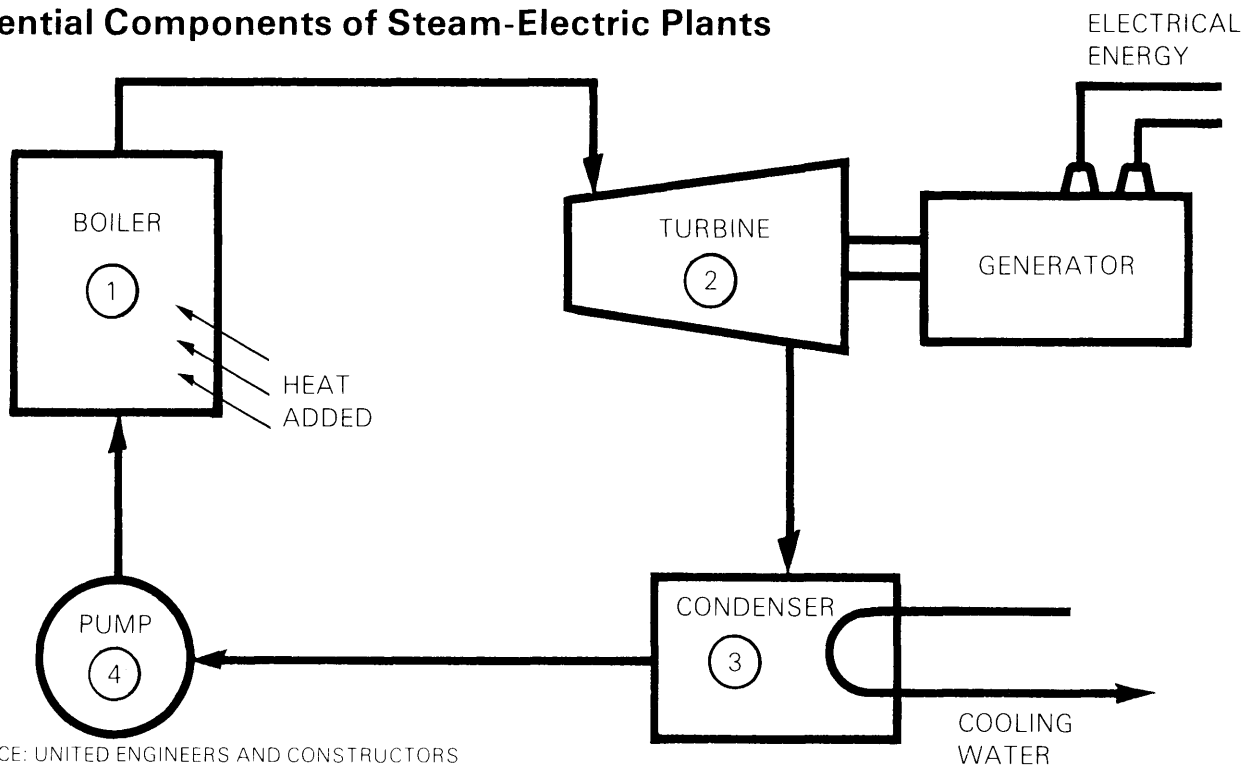 ential Components of Steam-Electric Plants
ELECTRICAL
ENERGY
BOILER
1
TURBINE
2
GENERATOR
HEAT
ADDED
PUMP
4
CONDENSER
3
COOLING
WATER
CE: UNITED ENGINEERS AND CONSTRUCTORS